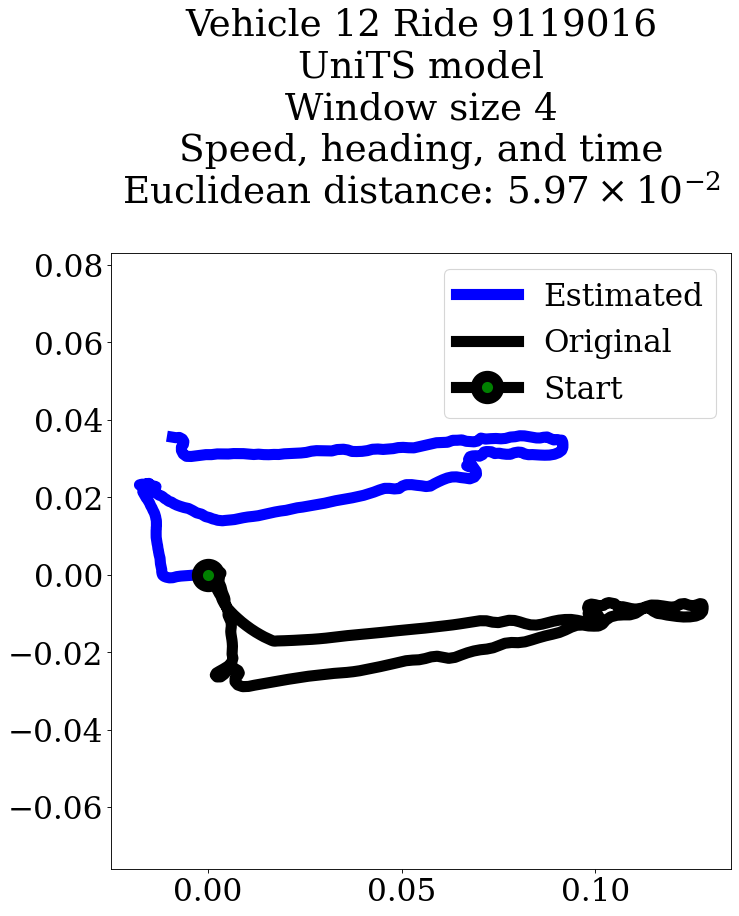 Vehicle 12 Ride 9119016
UniTS model
Window size 4
Speed, heading, and time
Euclidean distance: 5.97 × 10⁻²
0.08
Estimated
0.06
Original
0.04
Start
0.02
0.00
−0.02
−0.04
−0.06
0.00 0.05 0.10